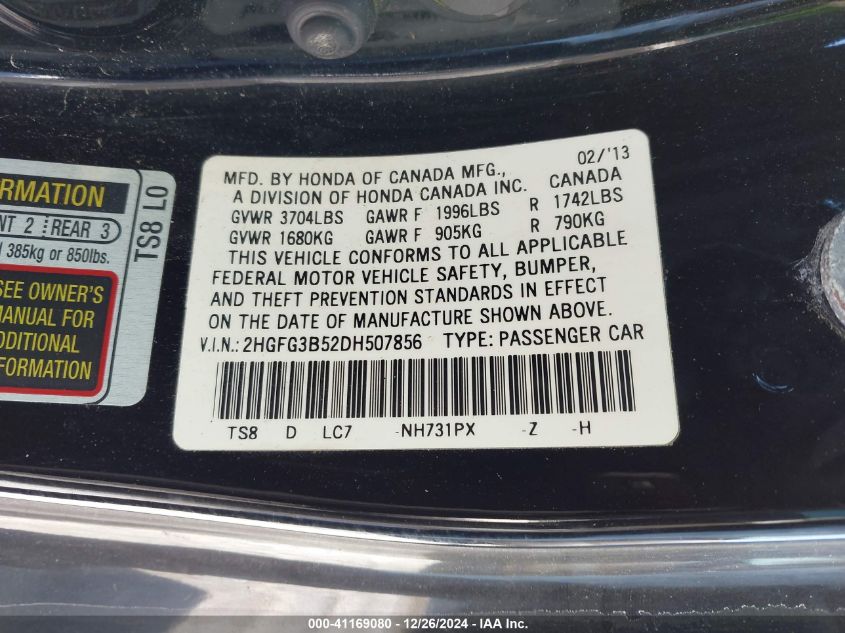 ORMATION
NT 2 REAR 3
385kg or 850lbs.
TS8 L0
SEE OWNER'S
MANUAL FOR
DDITIONAL
FORMATION
MFD. BY HONDA OF CANADA MFG., 02/'13
A DIVISION OF HONDA CANADA INC. CANADA
GVWR 3704LBS GAWR F 1996LBS R 1742LBS
GVWR 1680KG GAWR F 905KG R 790KG
THIS VEHICLE CONFORMS TO ALL APPLICABLE
FEDERAL MOTOR VEHICLE SAFETY, BUMPER,
AND THEFT PREVENTION STANDARDS IN EFFECT
ON THE DATE OF MANUFACTURE SHOWN ABOVE.
V.I.N.: 2HGFG3B52DH507856 TYPE: PASSENGER CAR
TS8 D LC7 -NH731PX -Z -H
000-41169080 - 12/26/2024 - IMPACT AUCTIONS, INC.